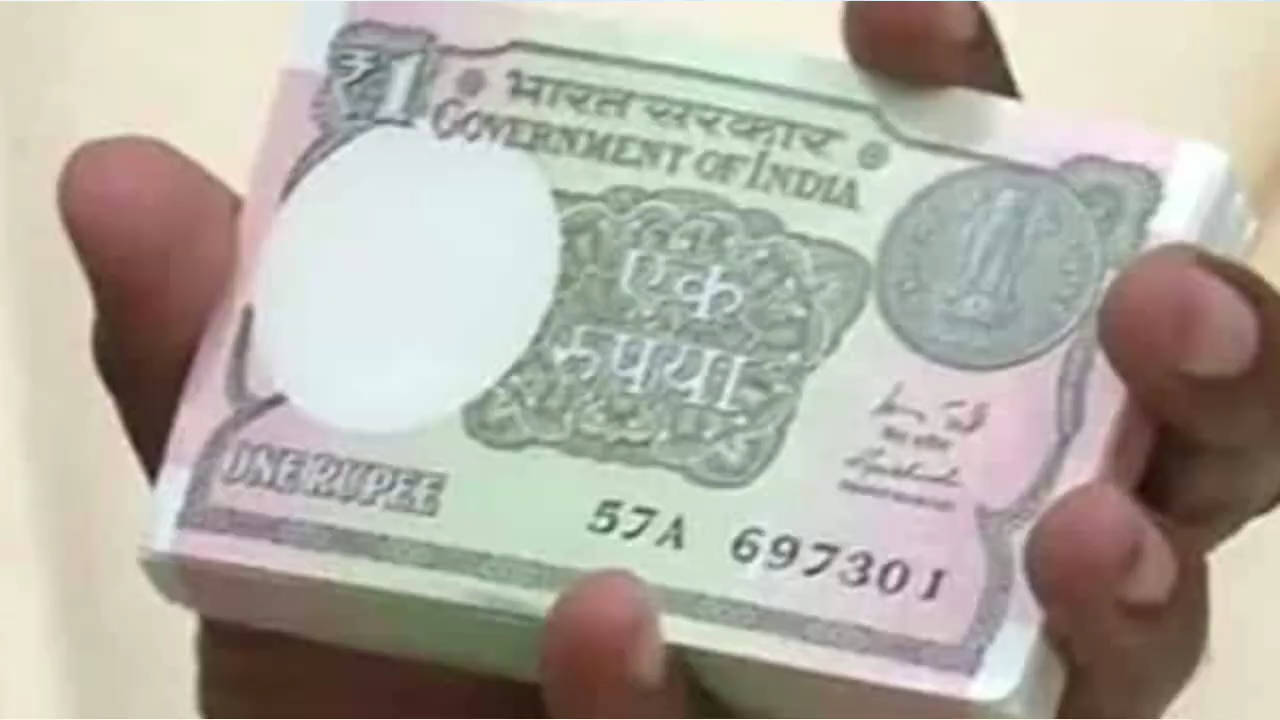 ₹1
भारत सरकार
GOVERNMENT OF INDIA
एक
रुपया
ONE RUPEE
57A 697301